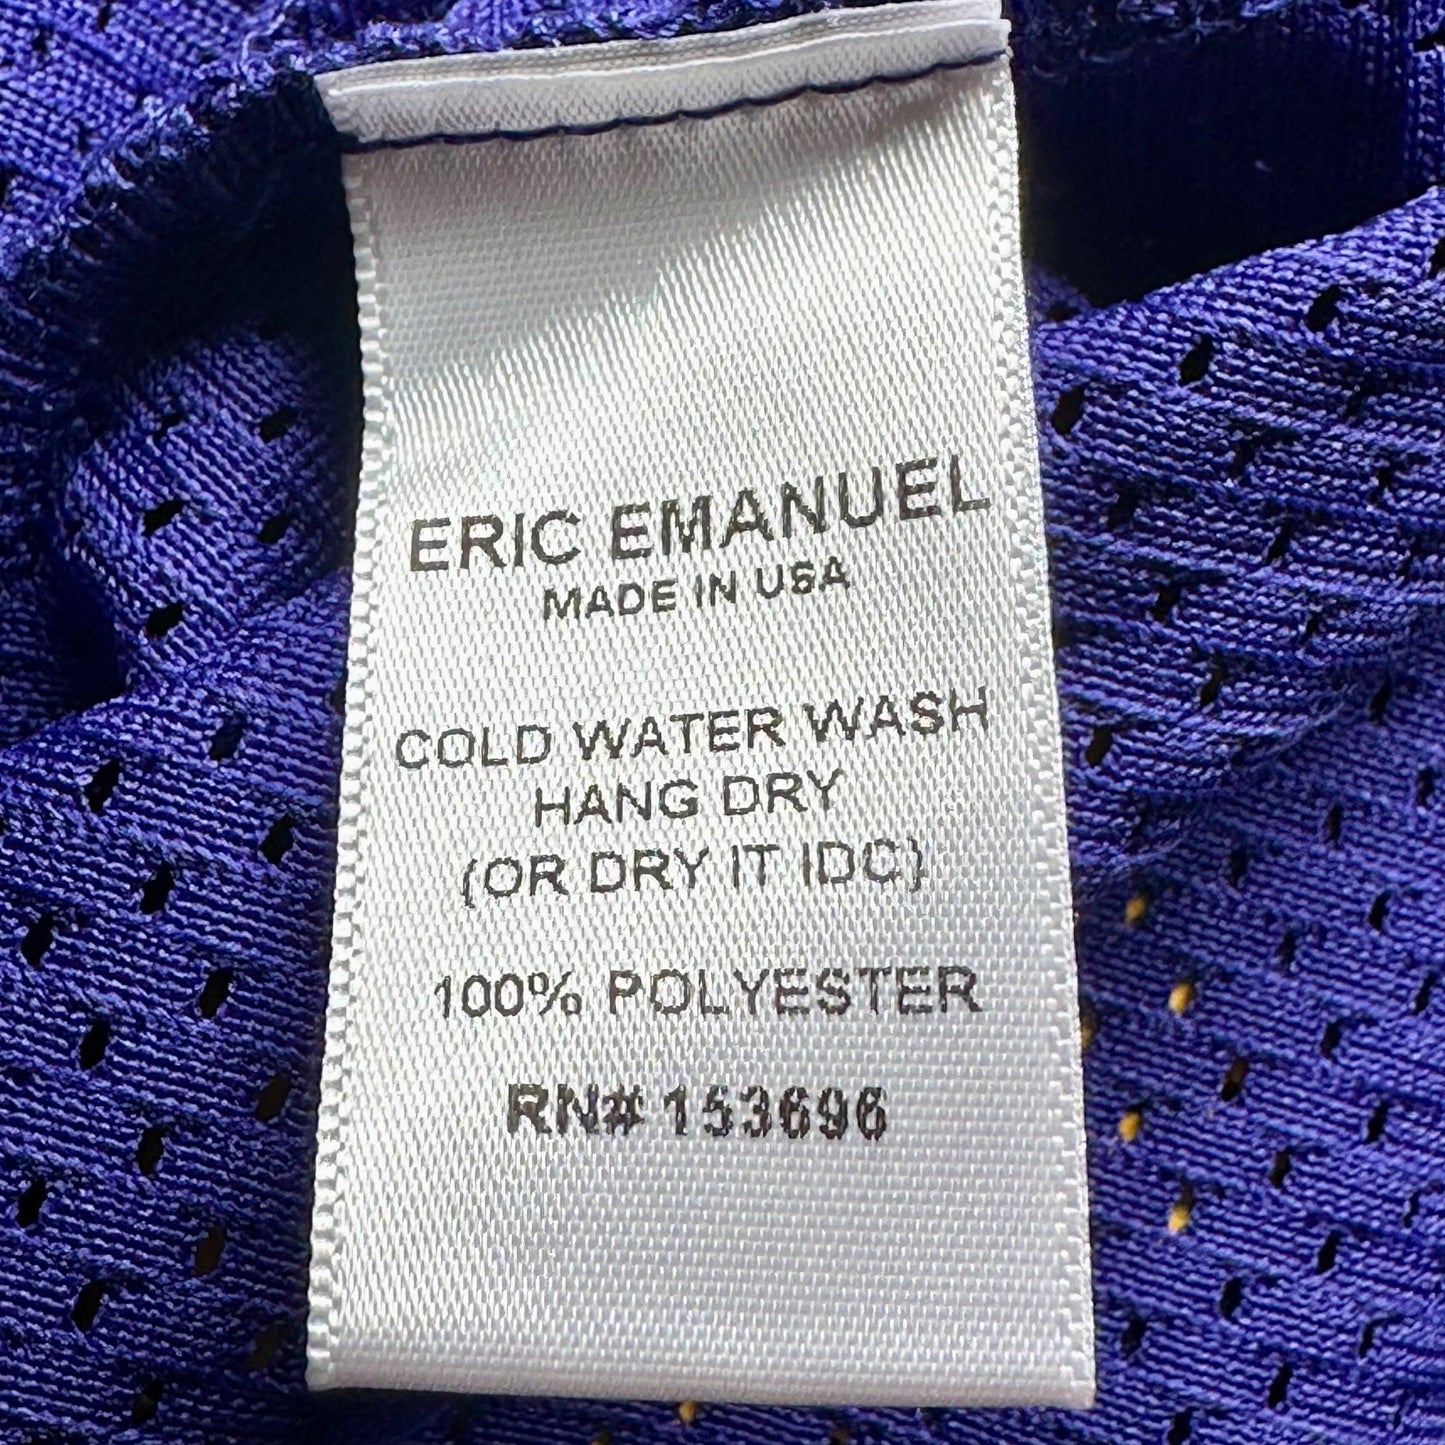 ERIC EMANUEL
MADE IN USA
COLD WATER WASH
HANG DRY
(OR DRY IT IDC)
100% POLYESTER
RN# 153696